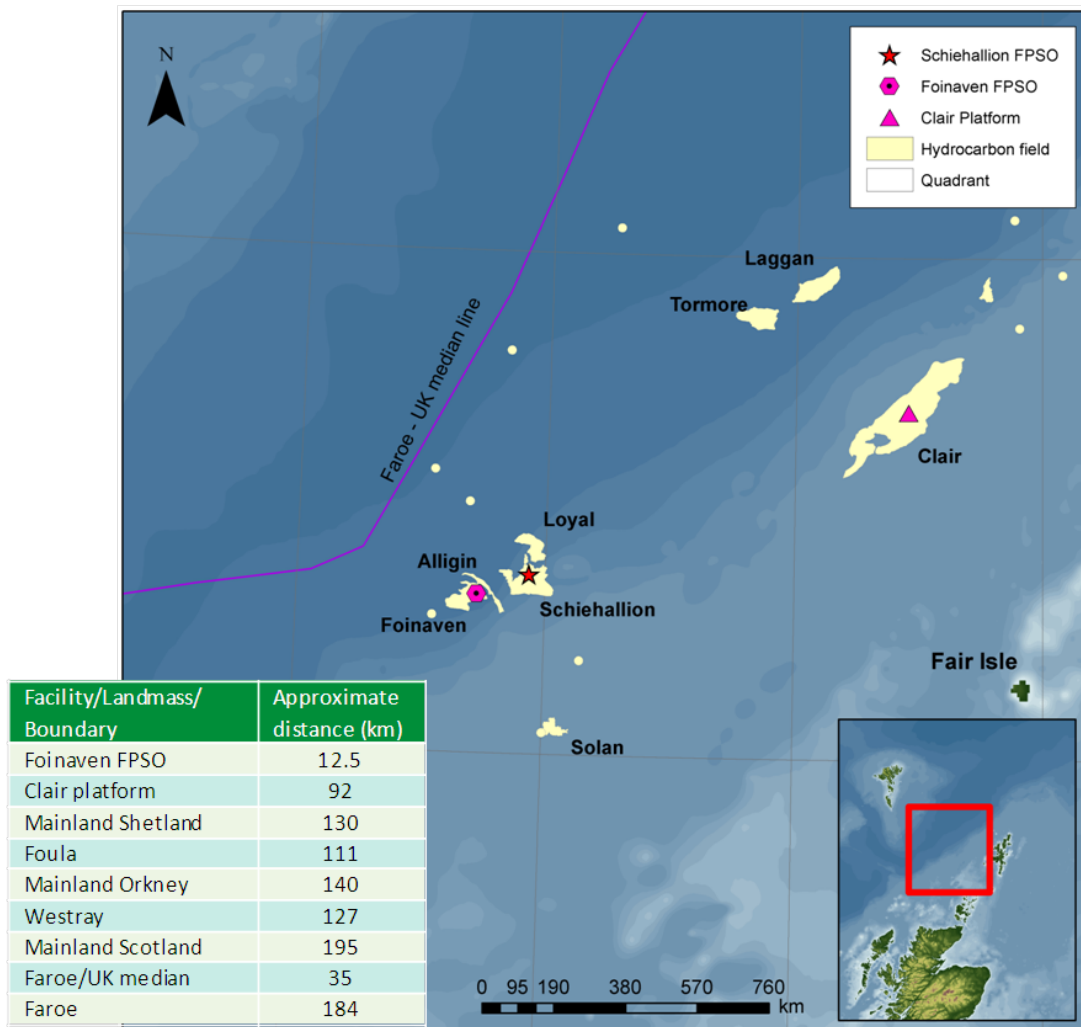 N
Schiehallion FPSO
Foinaven FPSO
Clair Platform
Hydrocarbon field
Quadrant
Laggan
Tormore
Faroe - UK median line
Clair
Loyal
Alligin
Schiehallion
Foinaven
Fair Isle
Solan
Facility/Landmass/ Approximate
Boundary distance (km)
Foinaven FPSO 12.5
Clair platform 92
Mainland Shetland 130
Foula 111
Mainland Orkney 140
Westray 127
Mainland Scotland 195
Faroe/UK median 35
Faroe 184
0 95 190 380 570 760
km